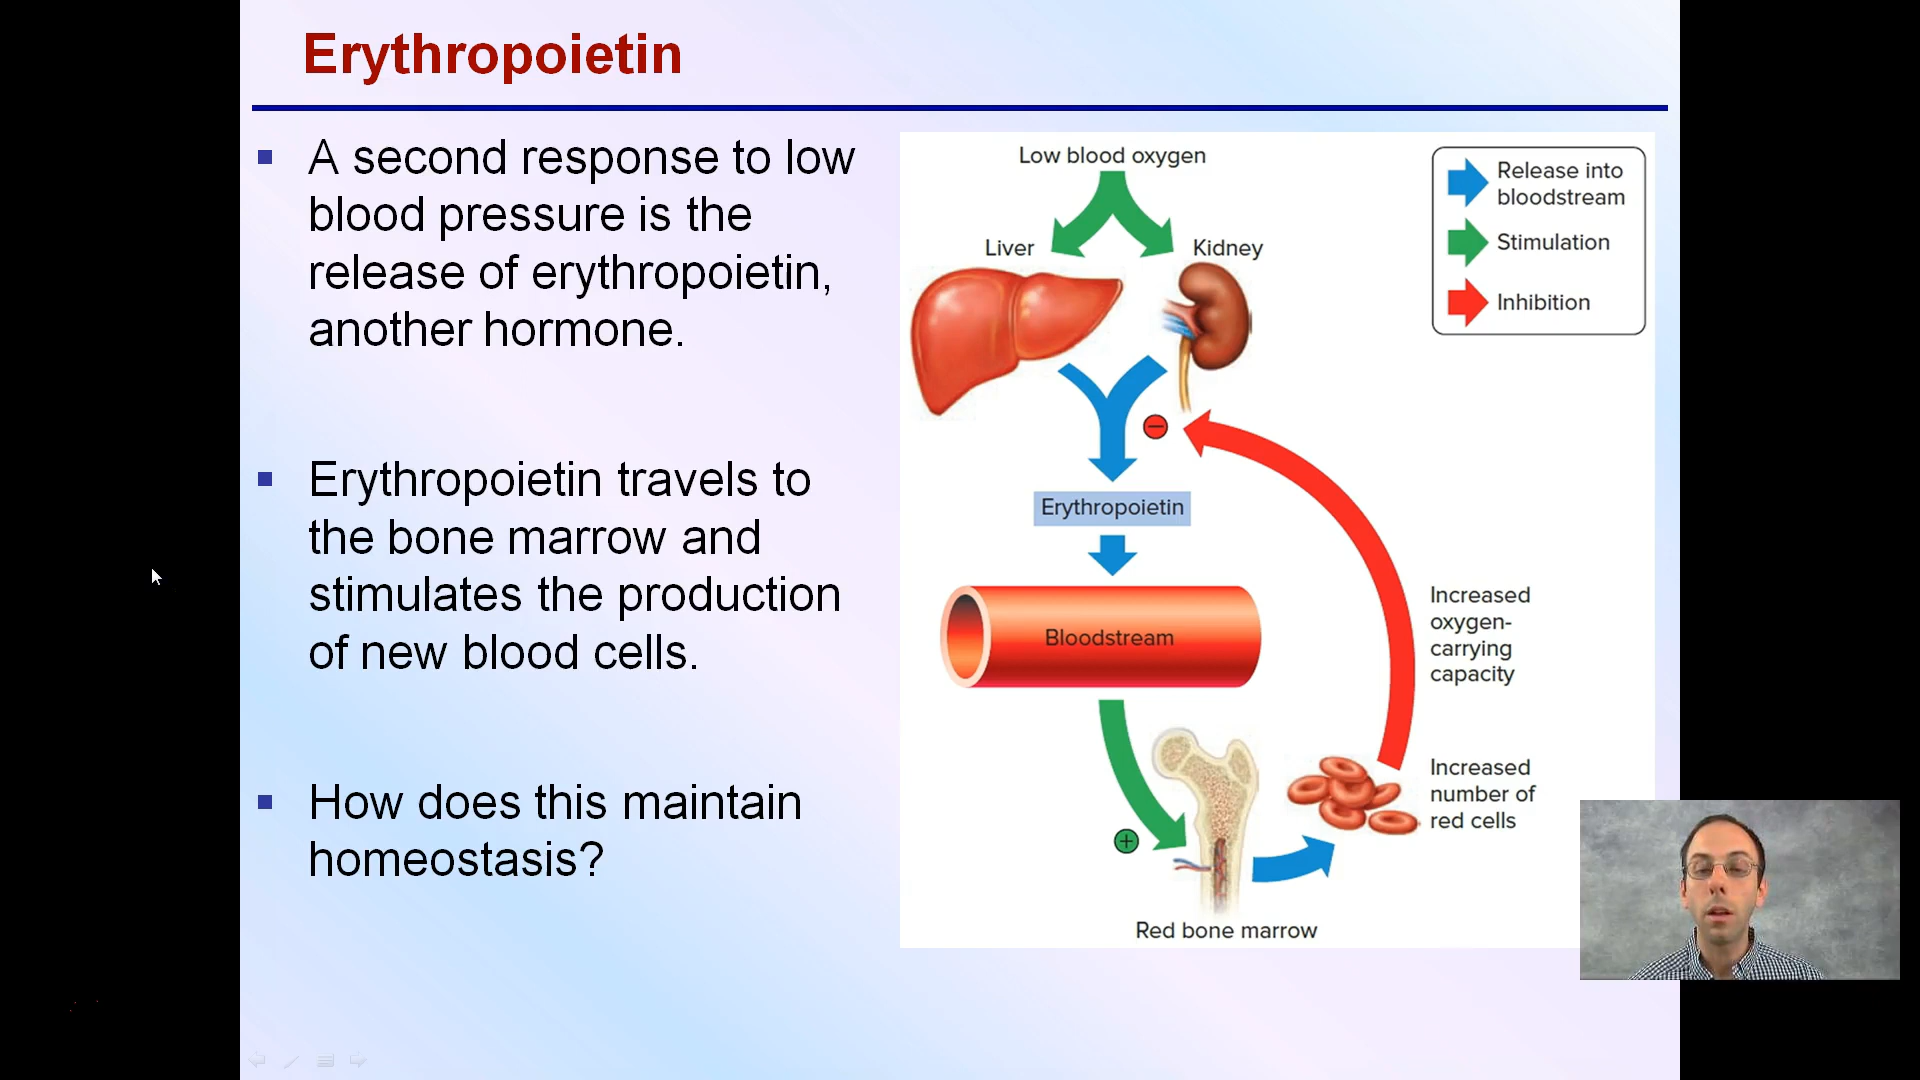 Erythropoietin
A second response to low
blood pressure is the
release of erythropoietin,
another hormone.
Erythropoietin travels to
the bone marrow and
stimulates the production
of new blood cells.
How does this maintain
homeostasis?
Low blood oxygen
Liver
Kidney
Release into
bloodstream
Stimulation
Inhibition
−
Erythropoietin
Bloodstream
Increased
oxygen-
carrying
capacity
Increased
number of
red cells
+
Red bone marrow